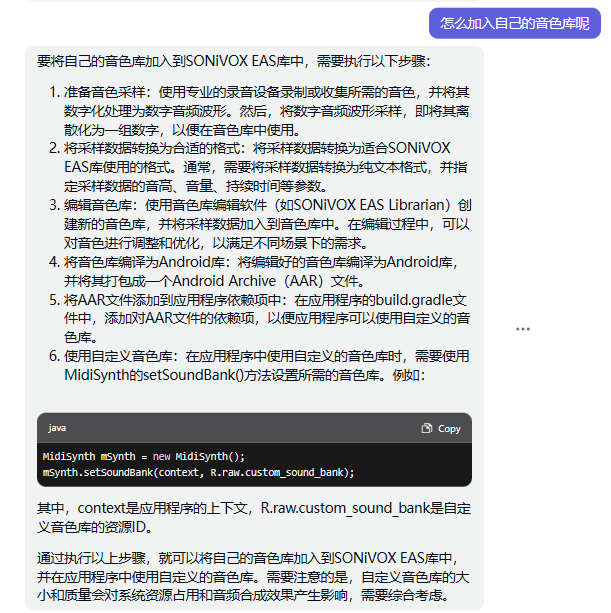 怎么加入自己的音色库呢
要将自己的音色库加入到SONiVOX EAS库中，需要执行以下步骤：
1. 准备音色采样：使用专业的录音设备录制或收集所需的音色，并将其
数字化处理为数字音频波形。然后，将数字音频波形采样，即将其离
散化为一组数字，以便在音色库中使用。
2. 将采样数据转换为合适的格式：将采样数据转换为适合SONiVOX
EAS库使用的格式。通常，需要将采样数据转换为纯文本格式，并指
定采样数据的音高、音量、持续时间等参数。
3. 编辑音色库：使用音色库编辑软件（如SONiVOX EAS Librarian）创
建新的音色库，并将采样数据加入到音色库中。在编辑过程中，可以
对音色进行调整和优化，以满足不同场景下的需求。
4. 将音色库编译为Android库：将编辑好的音色库编译为Android库，
并将其打包成一个Android Archive（AAR）文件。
5. 将AAR文件添加到应用程序依赖项中：在应用程序的build.gradle文
件中，添加对AAR文件的依赖项，以便应用程序可以使用自定义的音
色库。
6. 使用自定义音色库：在应用程序中使用自定义的音色库时，需要使用
MidiSynth的setSoundBank()方法设置所需的音色库。例如：
java Copy
MidiSynth mSynth = new MidiSynth();
mSynth.setSoundBank(context, R.raw.custom_sound_bank);
其中，context是应用程序的上下文，R.raw.custom_sound_bank是自定
义音色库的资源ID。
通过执行以上步骤，就可以将自己的音色库加入到SONiVOX EAS库中，
并在应用程序中使用自定义的音色库。需要注意的是，自定义音色库的大
小和质量会对系统资源占用和音频合成效果产生影响，需要综合考虑。